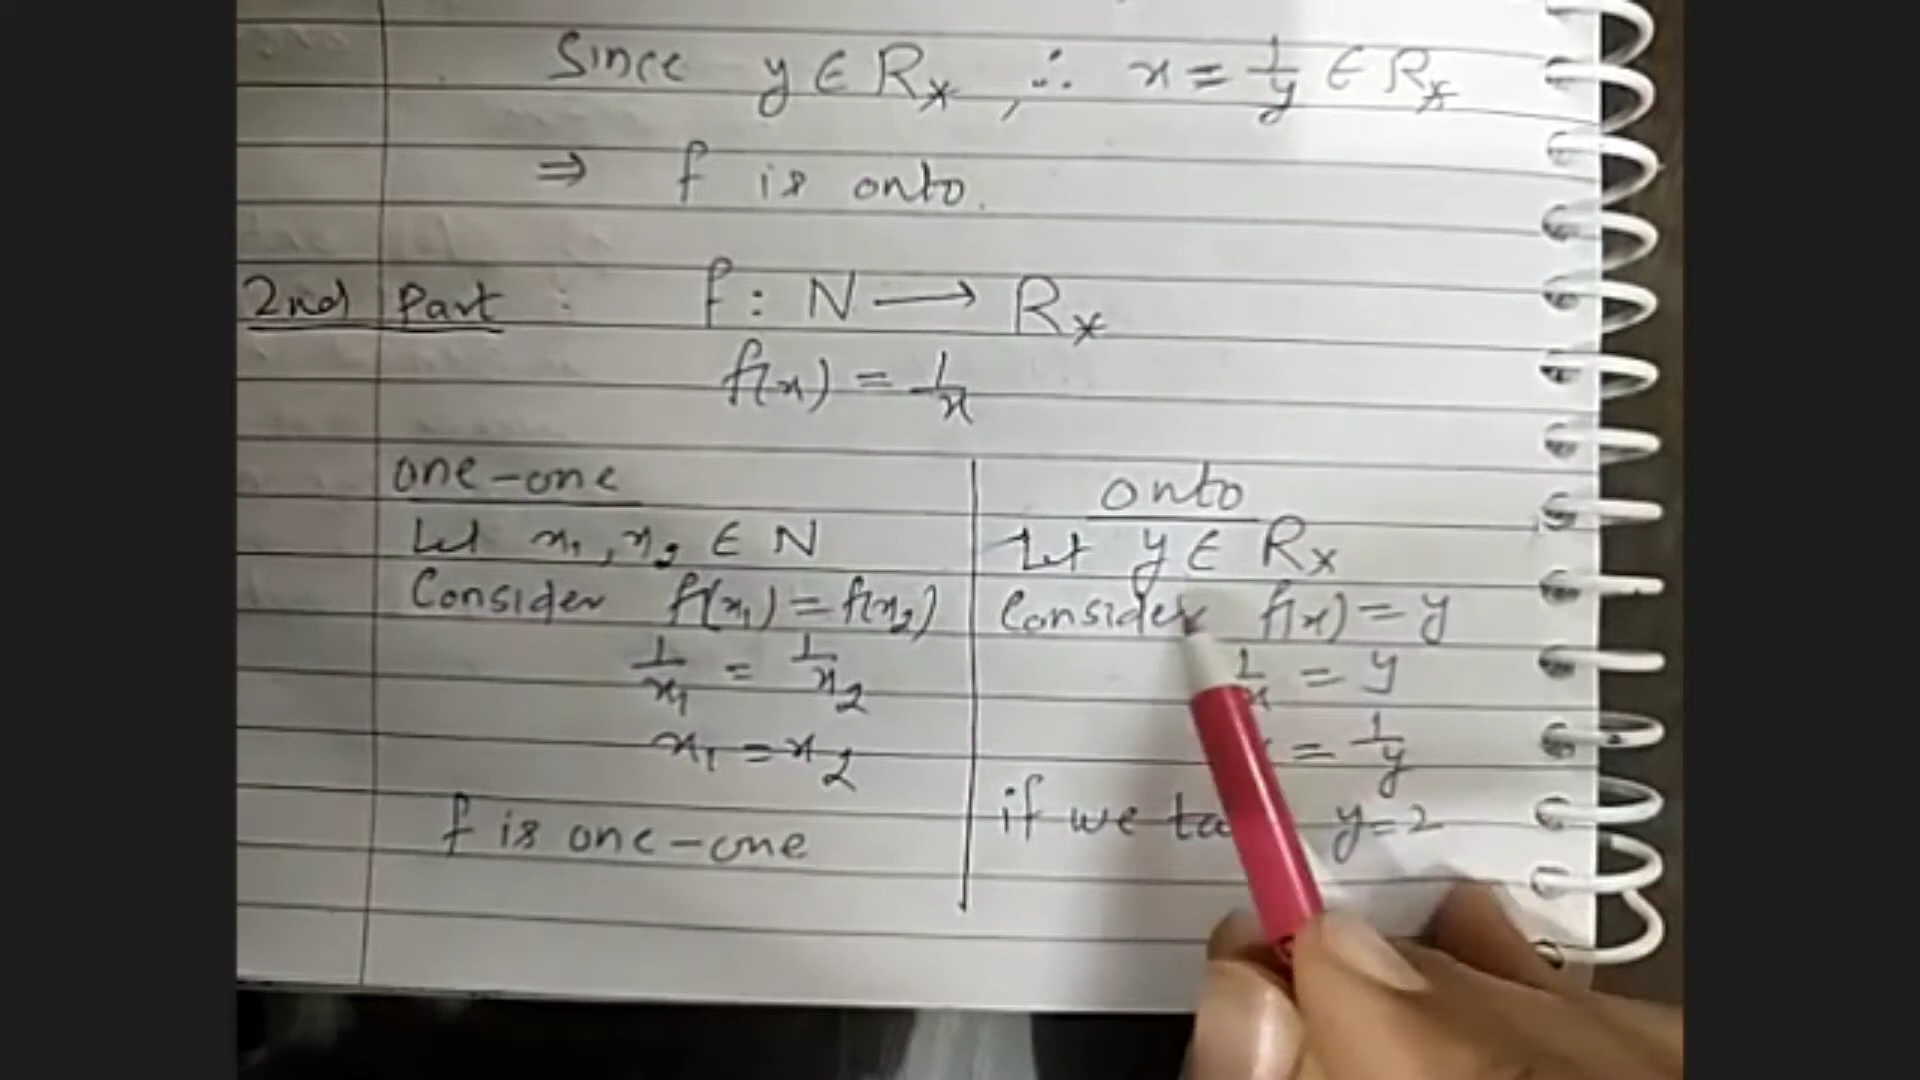 Since y ∈ R* , ∴ x = 1/y ∈ R*
⇒ f is onto.
2nd Part : f : N ⟶ R*
f(x) = 1/x
one-one
Let x₁, x₂ ∈ N
Consider f(x₁) = f(x₂)
1/x₁ = 1/x₂
x₁ = x₂
f is one-one
onto
Let y ∈ R*
Consider f(x) = y
1/x = y
= 1/y
if we y = 2